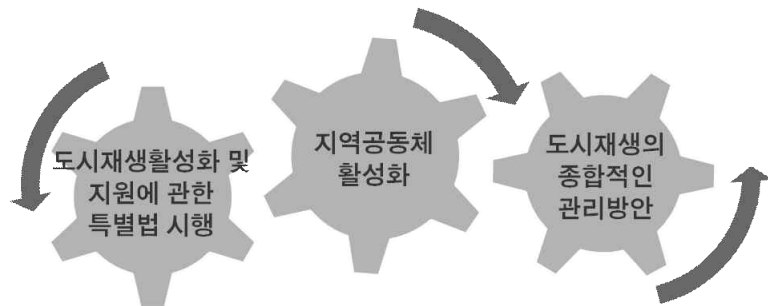 도시재생활성화 및
지원에 관한
특별법 시행
지역공동체
활성화
도시재생의
종합적인
관리방안